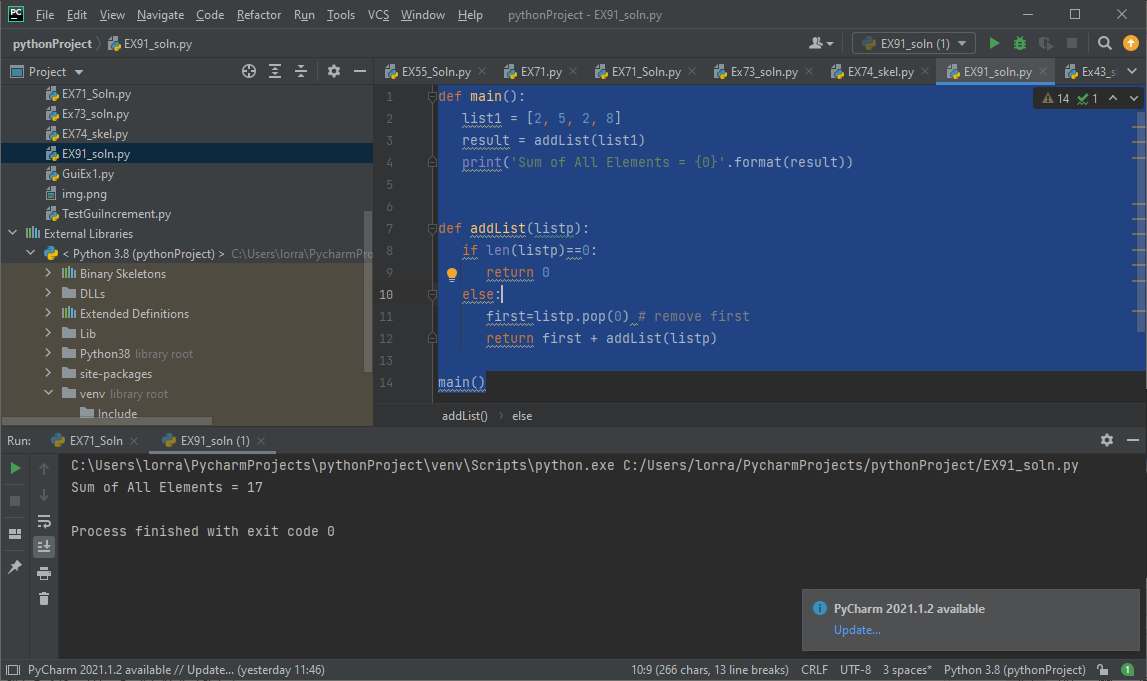 PC File Edit View Navigate Code Refactor Run Tools VCS Window Help pythonProject - EX91_soln.py
pythonProject EX91_soln.py EX91_soln (1)
Project
EX71_Soln.py
Ex73_soln.py
EX74_skel.py
EX91_soln.py
GuiEx1.py
img.png
TestGuiIncrement.py
External Libraries
< Python 3.8 (pythonProject) > C:\Users\lorra\PycharmPro
Binary Skeletons
DLLs
Extended Definitions
Lib
Python38 library root
site-packages
venv library root
Include
EX55_Soln.py EX71.py EX71_Soln.py Ex73_soln.py EX74_skel.py EX91_soln.py Ex43_s
14 1
1 def main():
2 list1 = [2, 5, 2, 8]
3 result = addList(list1)
4 print('Sum of All Elements = {0}'.format(result))
5
6
7 def addList(listp):
8 if len(listp)==0:
9 return 0
10 else:
11 first=listp.pop(0) # remove first
12 return first + addList(listp)
13
14 main()
addList() else
Run: EX71_Soln EX91_soln (1)
C:\Users\lorra\PycharmProjects\pythonProject\venv\Scripts\python.exe C:/Users/lorra/PycharmProjects/pythonProject/EX91_soln.py
Sum of All Elements = 17
Process finished with exit code 0
PyCharm 2021.1.2 available
Update...
PyCharm 2021.1.2 available // Update... (yesterday 11:46) 10:9 (266 chars, 13 line breaks) CRLF UTF-8 3 spaces* Python 3.8 (pythonProject) 1